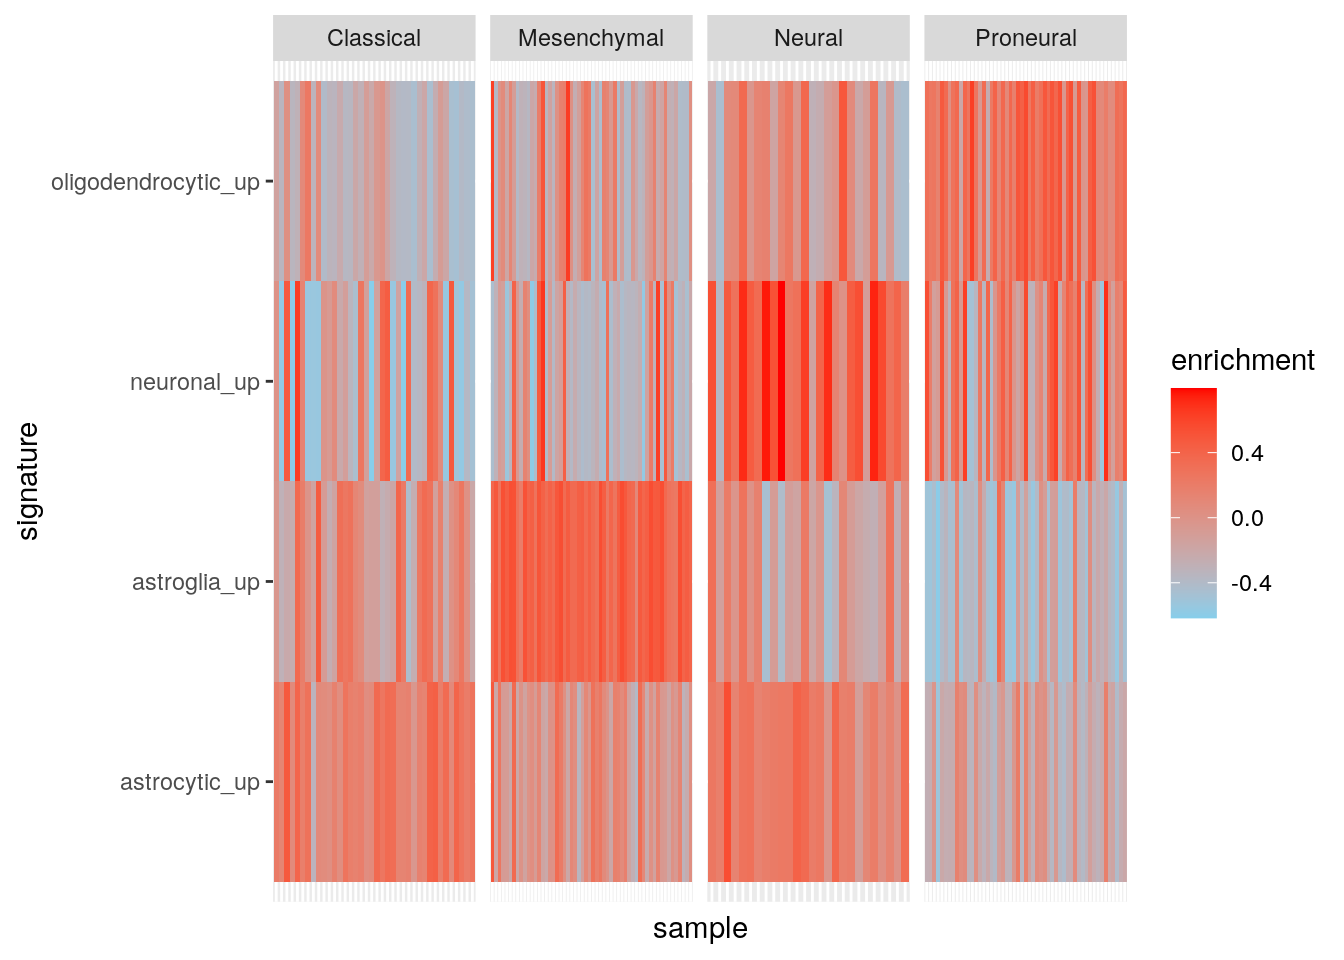 Classical
Mesenchymal
Neural
Proneural
oligodendrocytic_up
neuronal_up
astroglia_up
astrocytic_up
signature
sample
enrichment
0.4
0.0
-0.4